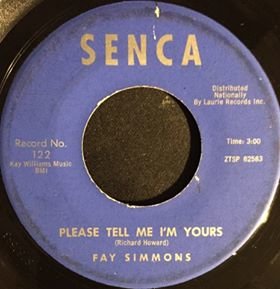 SENCA
Distributed
Nationally
By Laurie Records Inc.
Record No.
122
Kay Williams Music
BMI
Time: 3:00
ZTSP 62583
PLEASE TELL ME I'M YOURS
(Richard Howard)
FAY SIMMONS